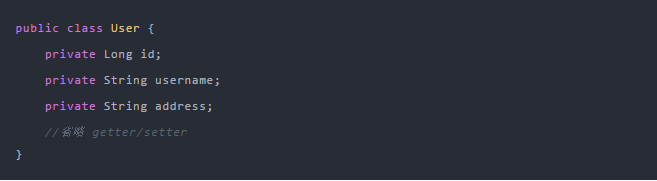 public class User {
    private Long id;
    private String username;
    private String address;
    //省略 getter/setter
}